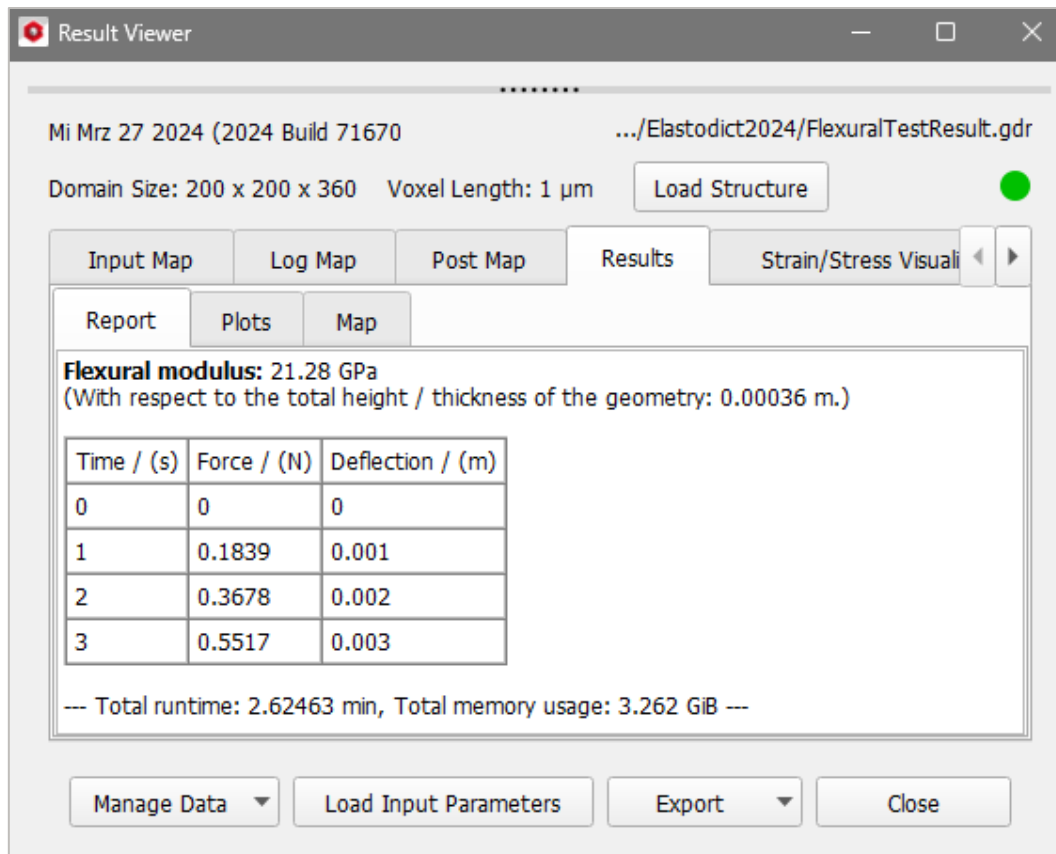 Result Viewer
Mi Mrz 27 2024 (2024 Build 71670
.../Elastodict2024/FlexuralTestResult.gdr
Domain Size: 200 x 200 x 360 Voxel Length: 1 µm Load Structure
Input Map Log Map Post Map Results Strain/Stress Visuali
Report Plots Map
Flexural modulus: 21.28 GPa
(With respect to the total height / thickness of the geometry: 0.00036 m.)
Time / (s) Force / (N) Deflection / (m)
0 0 0
1 0.1839 0.001
2 0.3678 0.002
3 0.5517 0.003
--- Total runtime: 2.62463 min, Total memory usage: 3.262 GiB ---
Manage Data Load Input Parameters Export Close